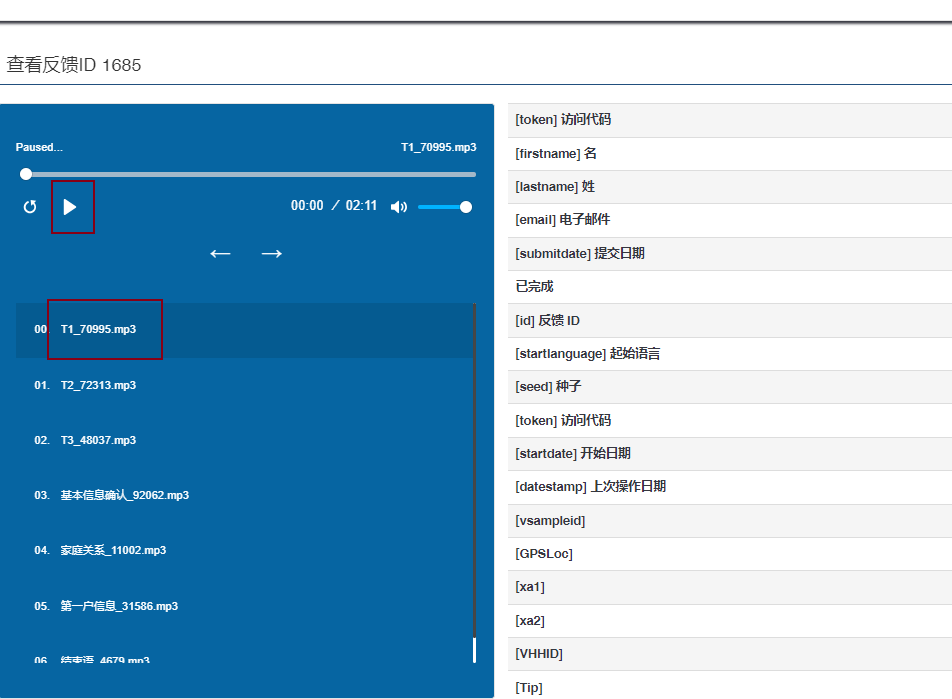 查看反馈ID 1685
Paused...
T1_70995.mp3
00:00 / 02:11
00. T1_70995.mp3
01. T2_72313.mp3
02. T3_48037.mp3
03. 基本信息确认_92062.mp3
04. 家庭关系_11002.mp3
05. 第一户信息_31586.mp3
06. 结束语_4679.mp3
[token] 访问代码
[firstname] 名
[lastname] 姓
[email] 电子邮件
[submitdate] 提交日期
已完成
[id] 反馈 ID
[startlanguage] 起始语言
[seed] 种子
[token] 访问代码
[startdate] 开始日期
[datestamp] 上次操作日期
[vsampleid]
[GPSLoc]
[xa1]
[xa2]
[VHHID]
[Tip]